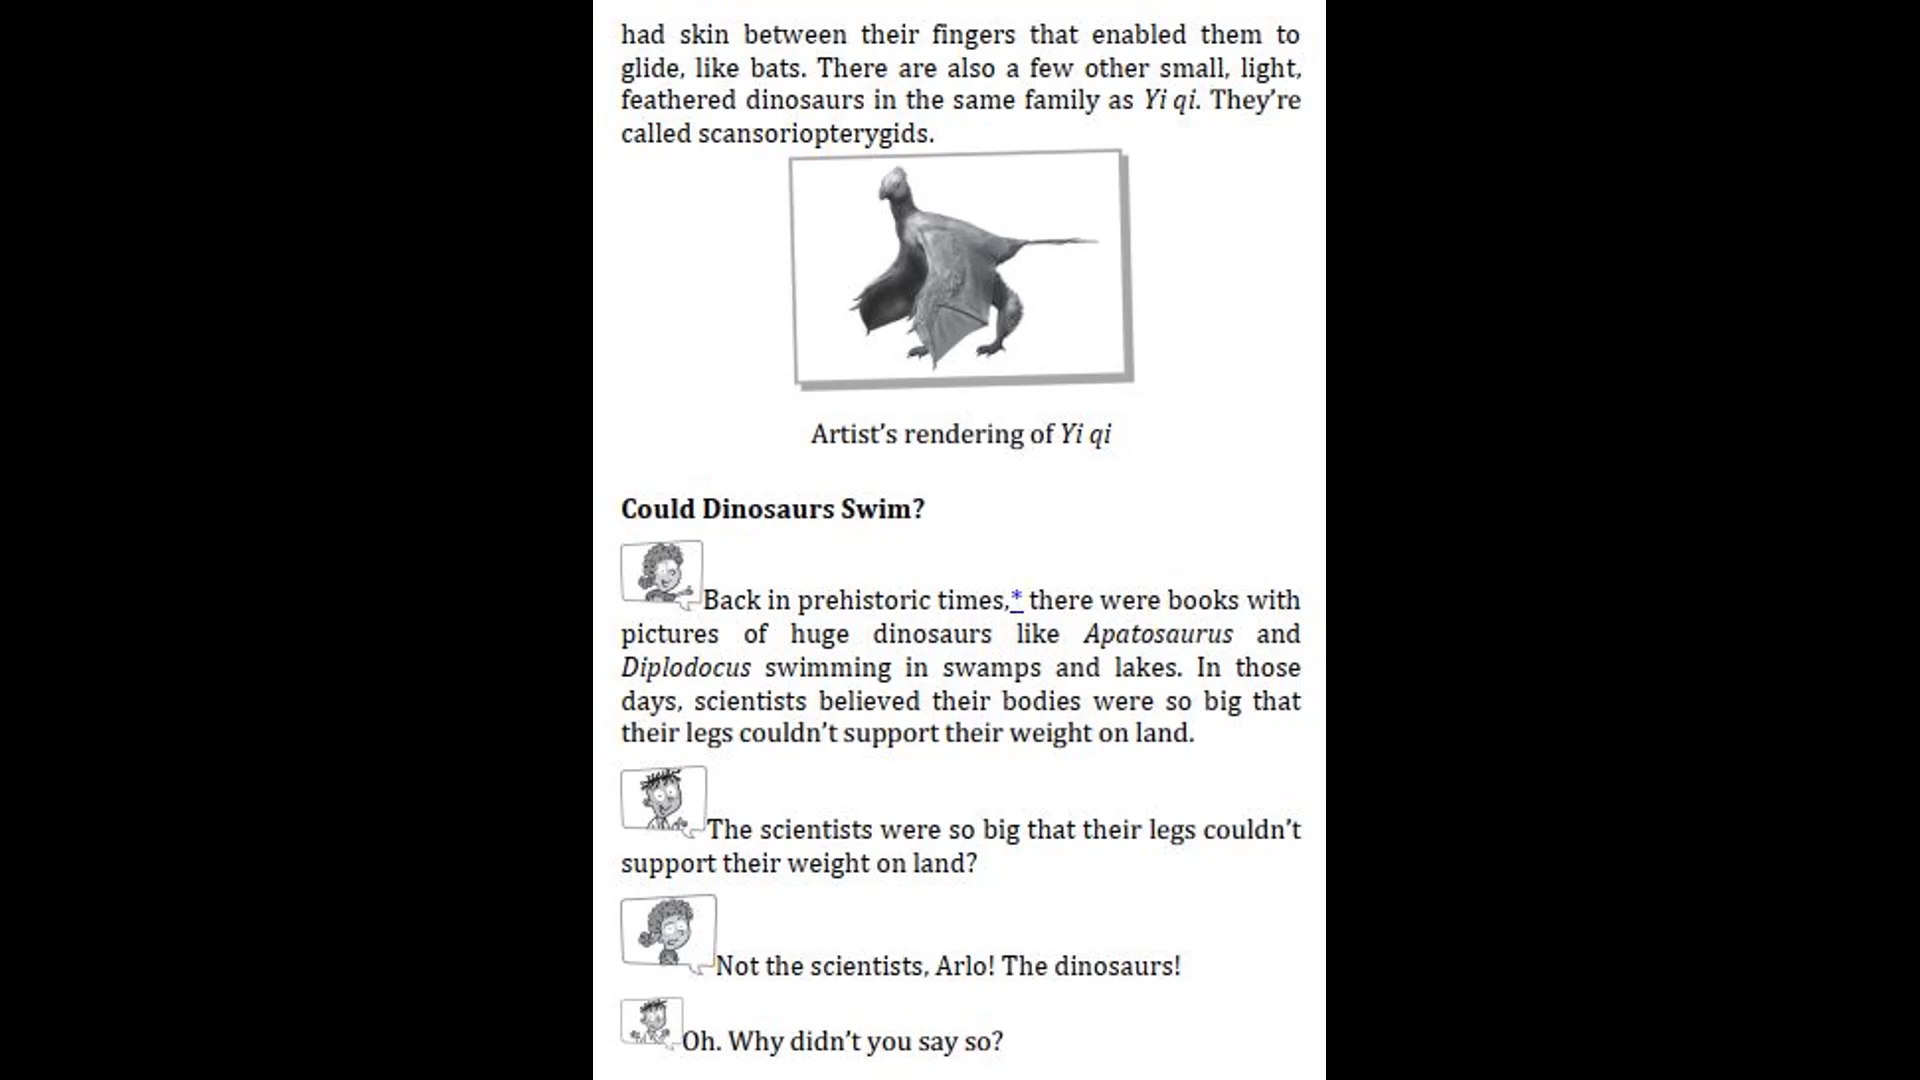 had skin between their fingers that enabled them to
glide, like bats. There are also a few other small, light,
feathered dinosaurs in the same family as Yi qi. They’re
called scansoriopterygids.
Artist’s rendering of Yi qi
Could Dinosaurs Swim?
Back in prehistoric times,* there were books with
pictures of huge dinosaurs like Apatosaurus and
Diplodocus swimming in swamps and lakes. In those
days, scientists believed their bodies were so big that
their legs couldn’t support their weight on land.
The scientists were so big that their legs couldn’t
support their weight on land?
Not the scientists, Arlo! The dinosaurs!
Oh. Why didn’t you say so?